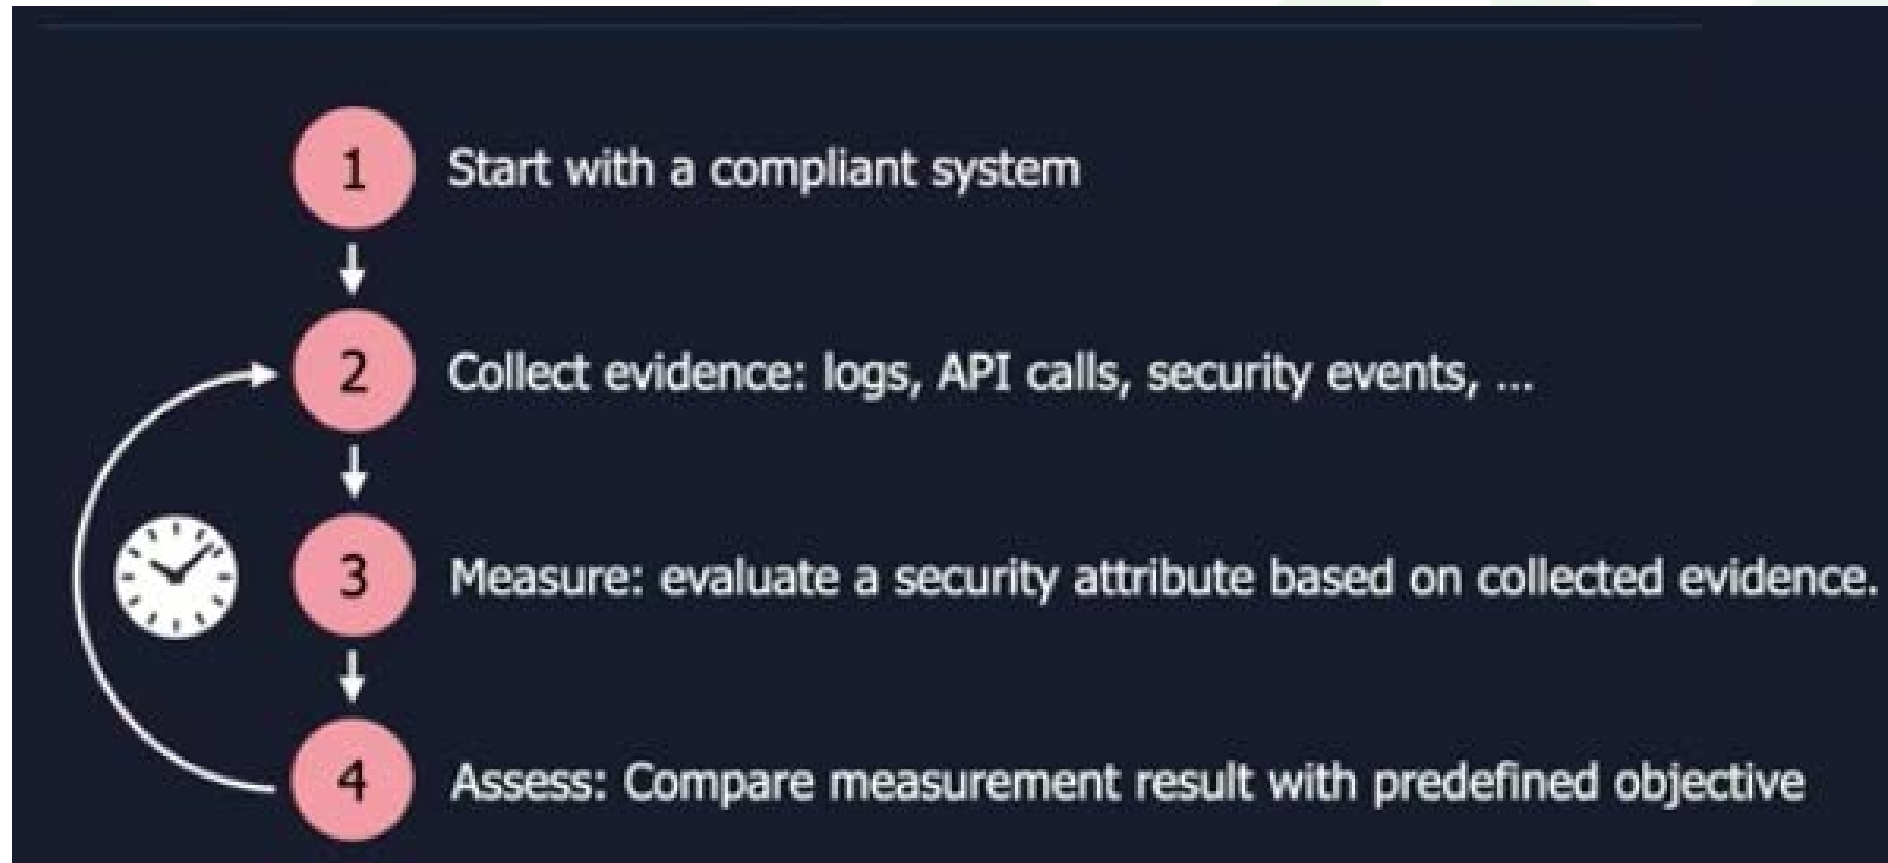 1 Start with a compliant system
2 Collect evidence: logs, API calls, security events, ...
3 Measure: evaluate a security attribute based on collected evidence.
4 Assess: Compare measurement result with predefined objective